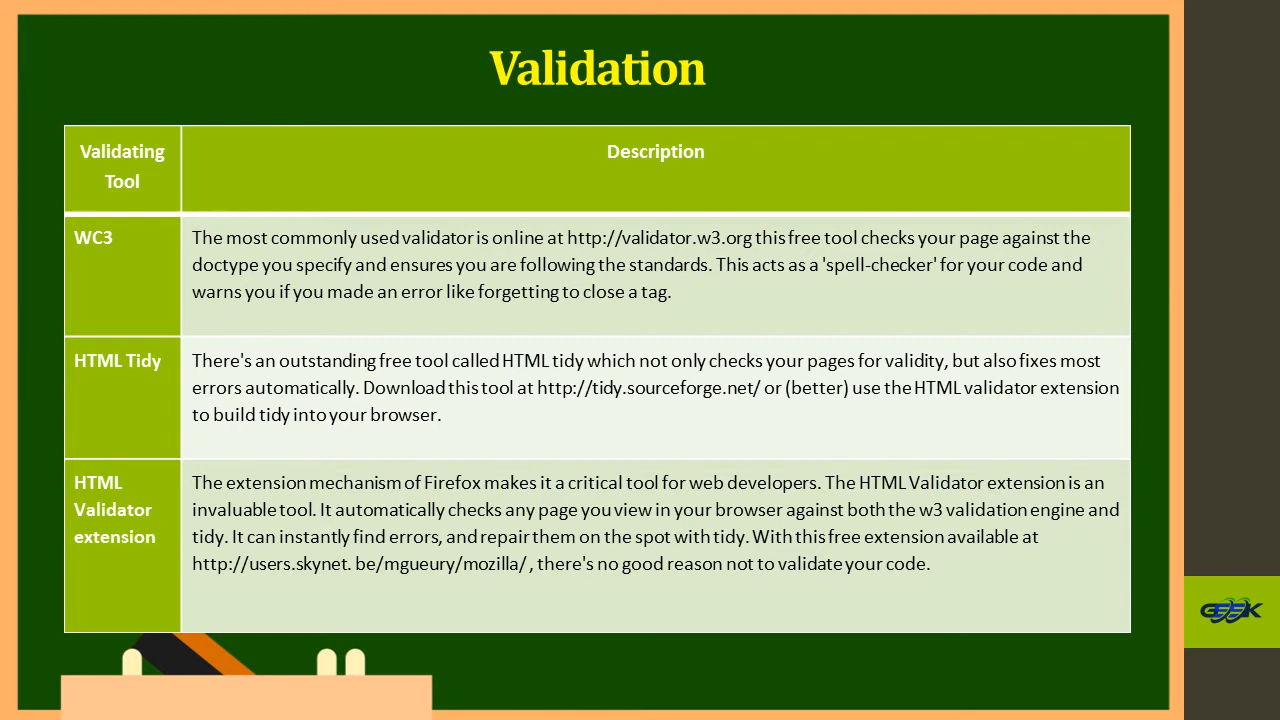 Validation
Validating
Tool
Description
WC3
The most commonly used validator is online at http://validator.w3.org this free tool checks your page against the
doctype you specify and ensures you are following the standards. This acts as a 'spell-checker' for your code and
warns you if you made an error like forgetting to close a tag.
HTML Tidy
There's an outstanding free tool called HTML tidy which not only checks your pages for validity, but also fixes most
errors automatically. Download this tool at http://tidy.sourceforge.net/ or (better) use the HTML validator extension
to build tidy into your browser.
HTML
Validator
extension
The extension mechanism of Firefox makes it a critical tool for web developers. The HTML Validator extension is an
invaluable tool. It automatically checks any page you view in your browser against both the w3 validation engine and
tidy. It can instantly find errors, and repair them on the spot with tidy. With this free extension available at
http://users.skynet. be/mgueury/mozilla/ , there's no good reason not to validate your code.
GEEK